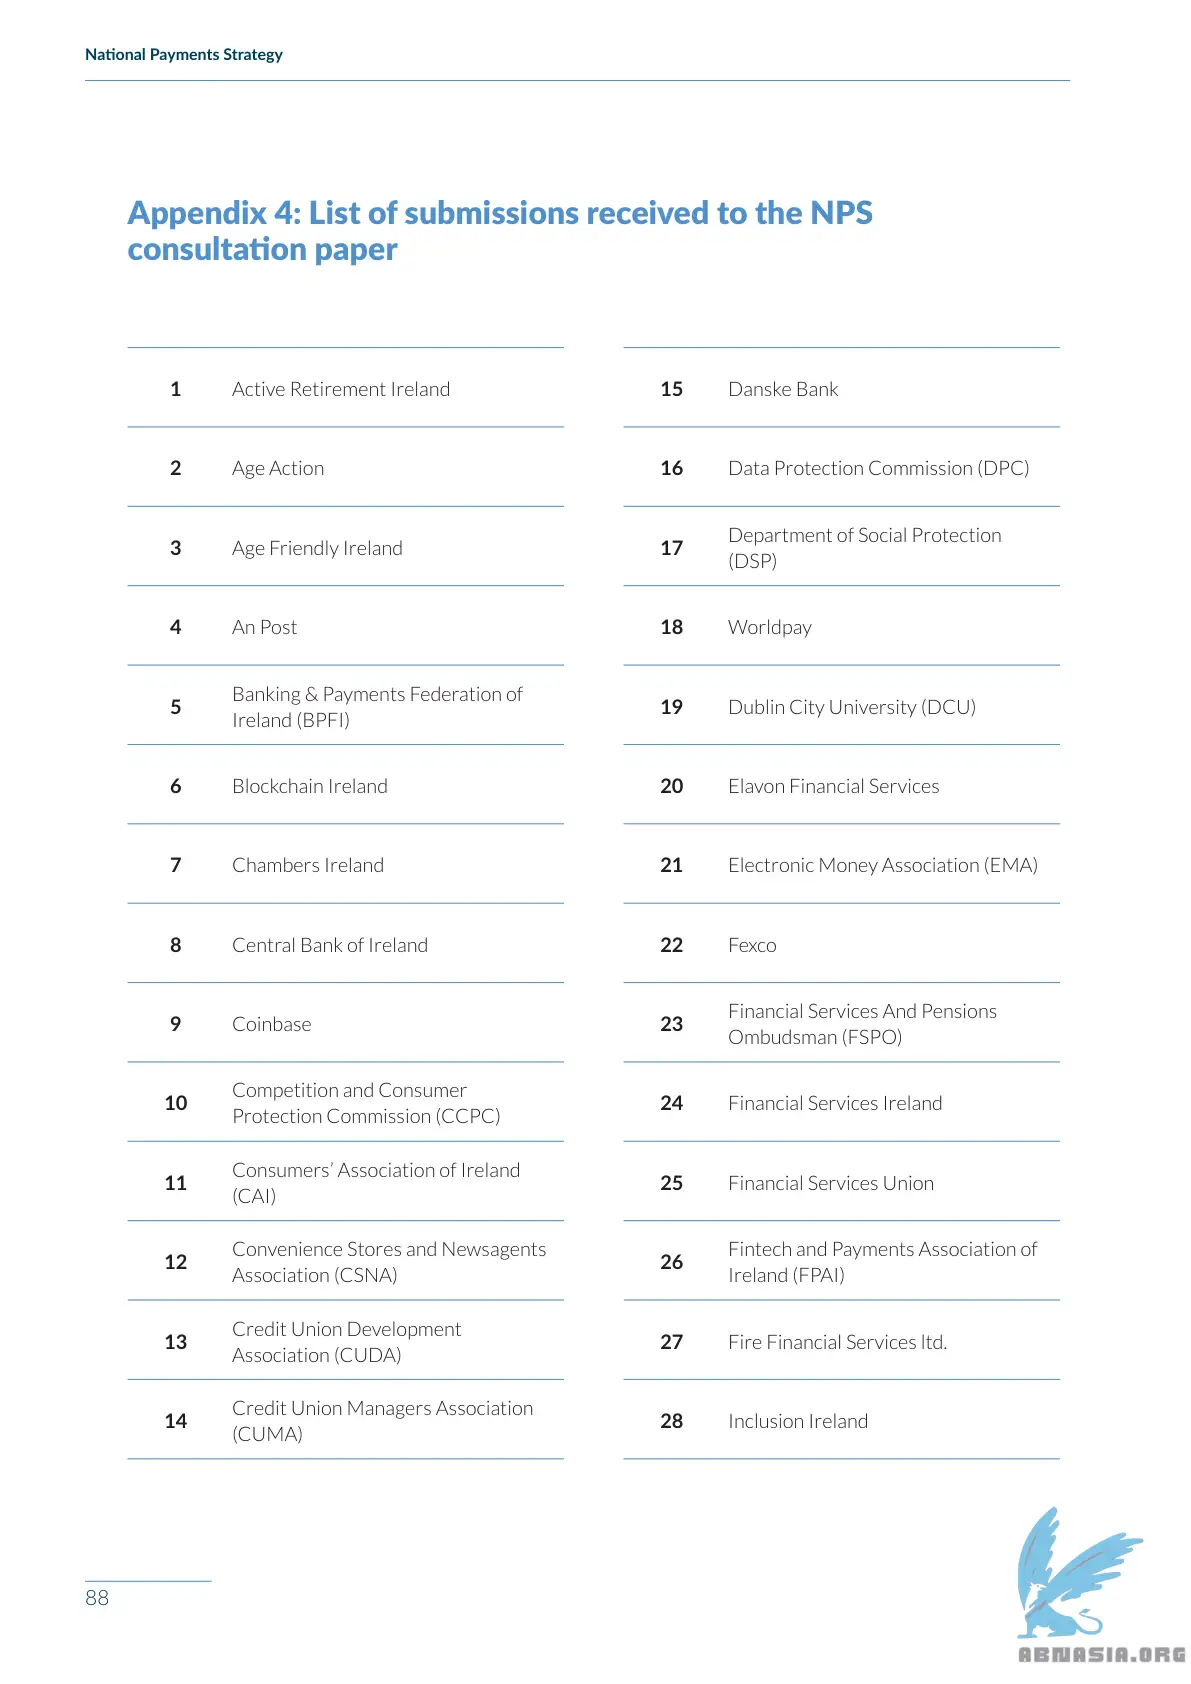 National Payments Strategy
Appendix 4: List of submissions received to the NPS
consultation paper
1 Active Retirement Ireland
2 Age Action
3 Age Friendly Ireland
4 An Post
5 Banking & Payments Federation of
Ireland (BPFI)
6 Blockchain Ireland
7 Chambers Ireland
8 Central Bank of Ireland
9 Coinbase
10 Competition and Consumer
Protection Commission (CCPC)
11 Consumers’ Association of Ireland
(CAI)
12 Convenience Stores and Newsagents
Association (CSNA)
13 Credit Union Development
Association (CUDA)
14 Credit Union Managers Association
(CUMA)
15 Danske Bank
16 Data Protection Commission (DPC)
17 Department of Social Protection
(DSP)
18 Worldpay
19 Dublin City University (DCU)
20 Elavon Financial Services
21 Electronic Money Association (EMA)
22 Fexco
23 Financial Services And Pensions
Ombudsman (FSPO)
24 Financial Services Ireland
25 Financial Services Union
26 Fintech and Payments Association of
Ireland (FPAI)
27 Fire Financial Services ltd.
28 Inclusion Ireland
88
ABNASIA.ORG